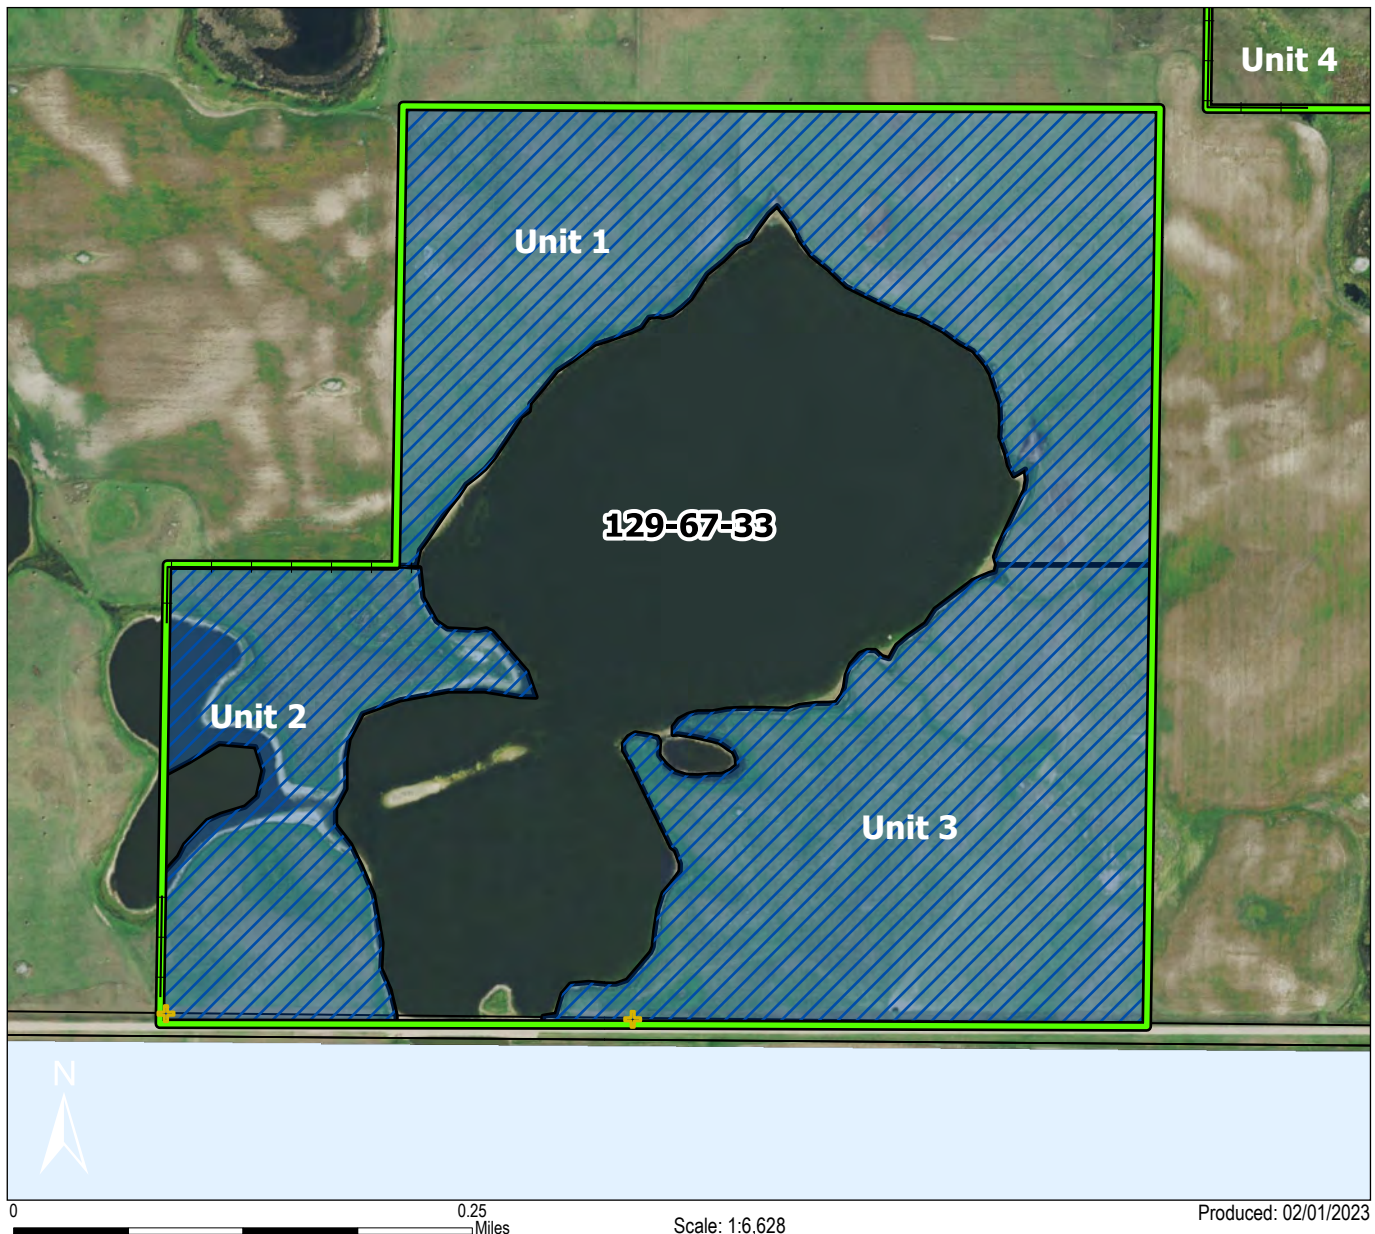 Unit 4
Unit 1
129-67-33
Unit 2
Unit 3
N
0 0.25
Miles
Scale: 1:6,628
Produced: 02/01/2023